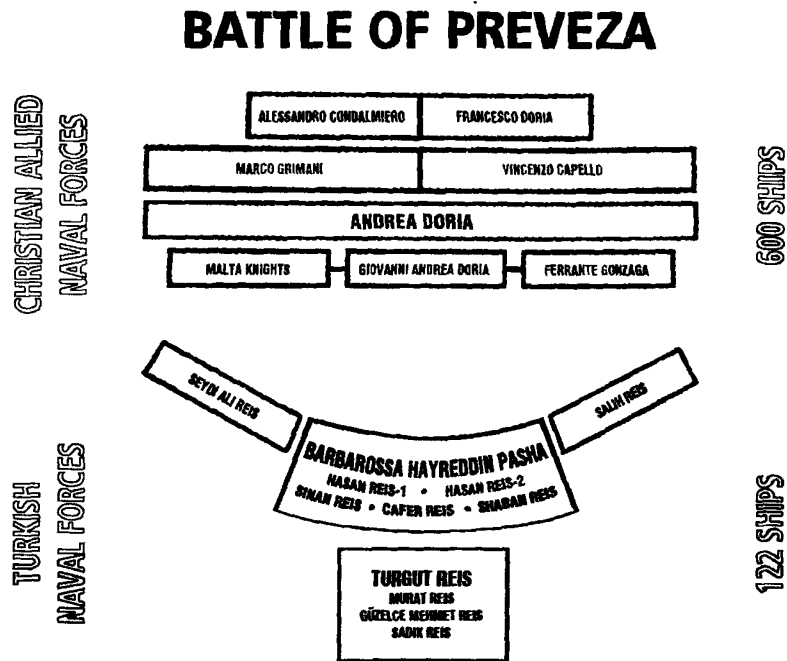 BATTLE OF PREVEZA
CHRISTIAN ALLIED
NAVAL FORCES
600 SHIPS
ALESSANDRO CONDALMIERO
FRANCESCO DORIA
MARCO GRIMANI
VINCENZO CAPELLO
ANDREA DORIA
MALTA KNIGHTS
GIOVANNI ANDREA DORIA
FERRANTE GONZAGA
TURKISH
NAVAL FORCES
122 SHIPS
SEYDI ALI REIS
SALIH REIS
BARBAROSSA HAYREDDIN PASHA
HASAN REIS-1 • HASAN REIS-2
SINAN REIS • CAFER REIS • SHABAN REIS
TURGUT REIS
MURAT REIS
GÜZELCE MEHMET REIS
SADIK REIS